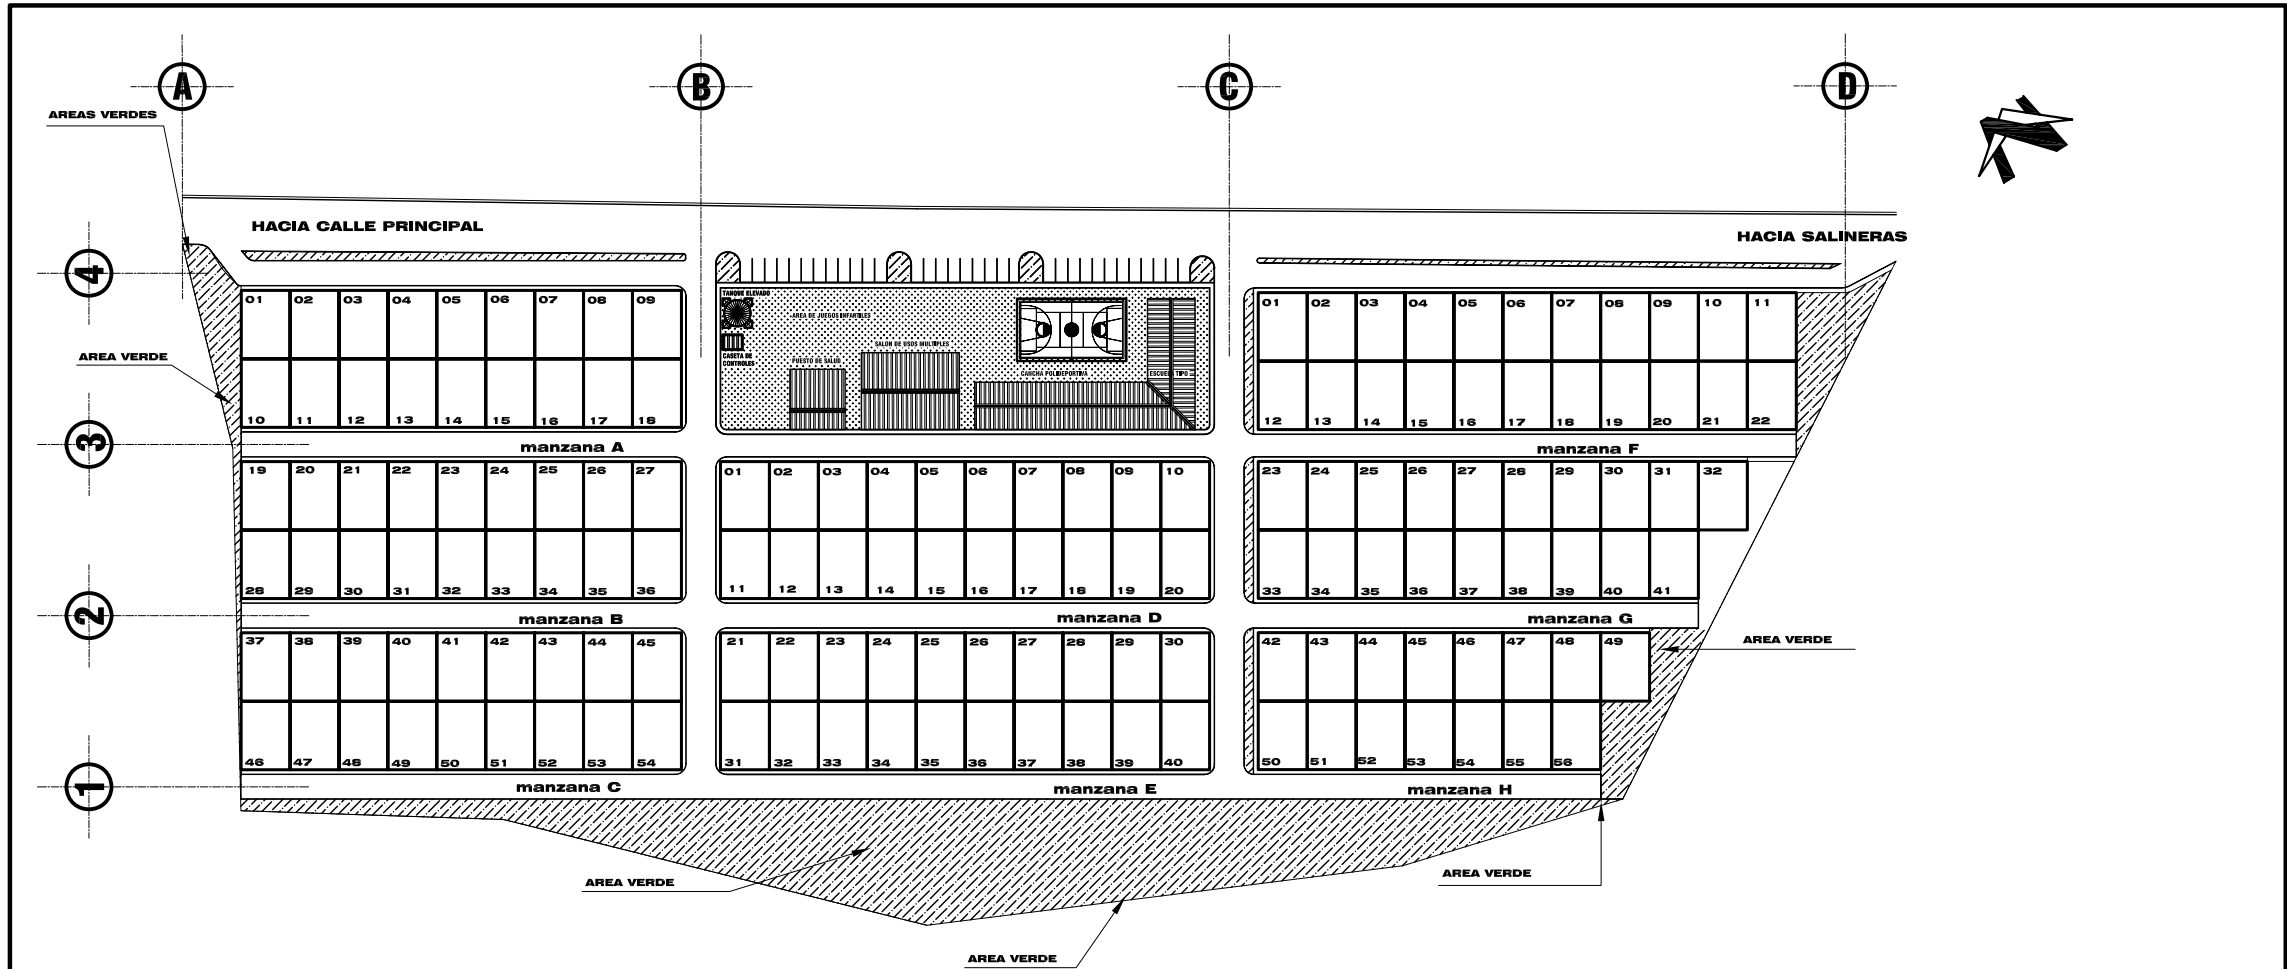 A B C D
AREAS VERDES
HACIA CALLE PRINCIPAL
HACIA SALINERAS
4
TANQUE ELEVADO
01 02 03 04 05 06 07 08 09
AREA DE JUEGOS INFANTILES
01 02 03 04 05 06 07 08 09 10 11
SALON DE USOS MULTIPLES
AREA VERDE
CASETA DE
CONTROLES
PUESTO DE SALUD
CANCHA POLIDEPORTIVA
ESCUELA TIPO
10 11 12 13 14 15 16 17 18
12 13 14 15 16 17 18 19 20 21 22
3
manzana A
manzana F
19 20 21 22 23 24 25 26 27
01 02 03 04 05 06 07 08 09 10
23 24 25 26 27 28 29 30 31 32
28 29 30 31 32 33 34 35 36
11 12 13 14 15 16 17 18 19 20
33 34 35 36 37 38 39 40 41
2
manzana B
manzana D
manzana G
37 38 39 40 41 42 43 44 45
21 22 23 24 25 26 27 28 29 30
42 43 44 45 46 47 48 49
AREA VERDE
46 47 48 49 50 51 52 53 54
31 32 33 34 35 36 37 38 39 40
50 51 52 53 54 55 56
1
manzana C
manzana E
manzana H
AREA VERDE
AREA VERDE
AREA VERDE